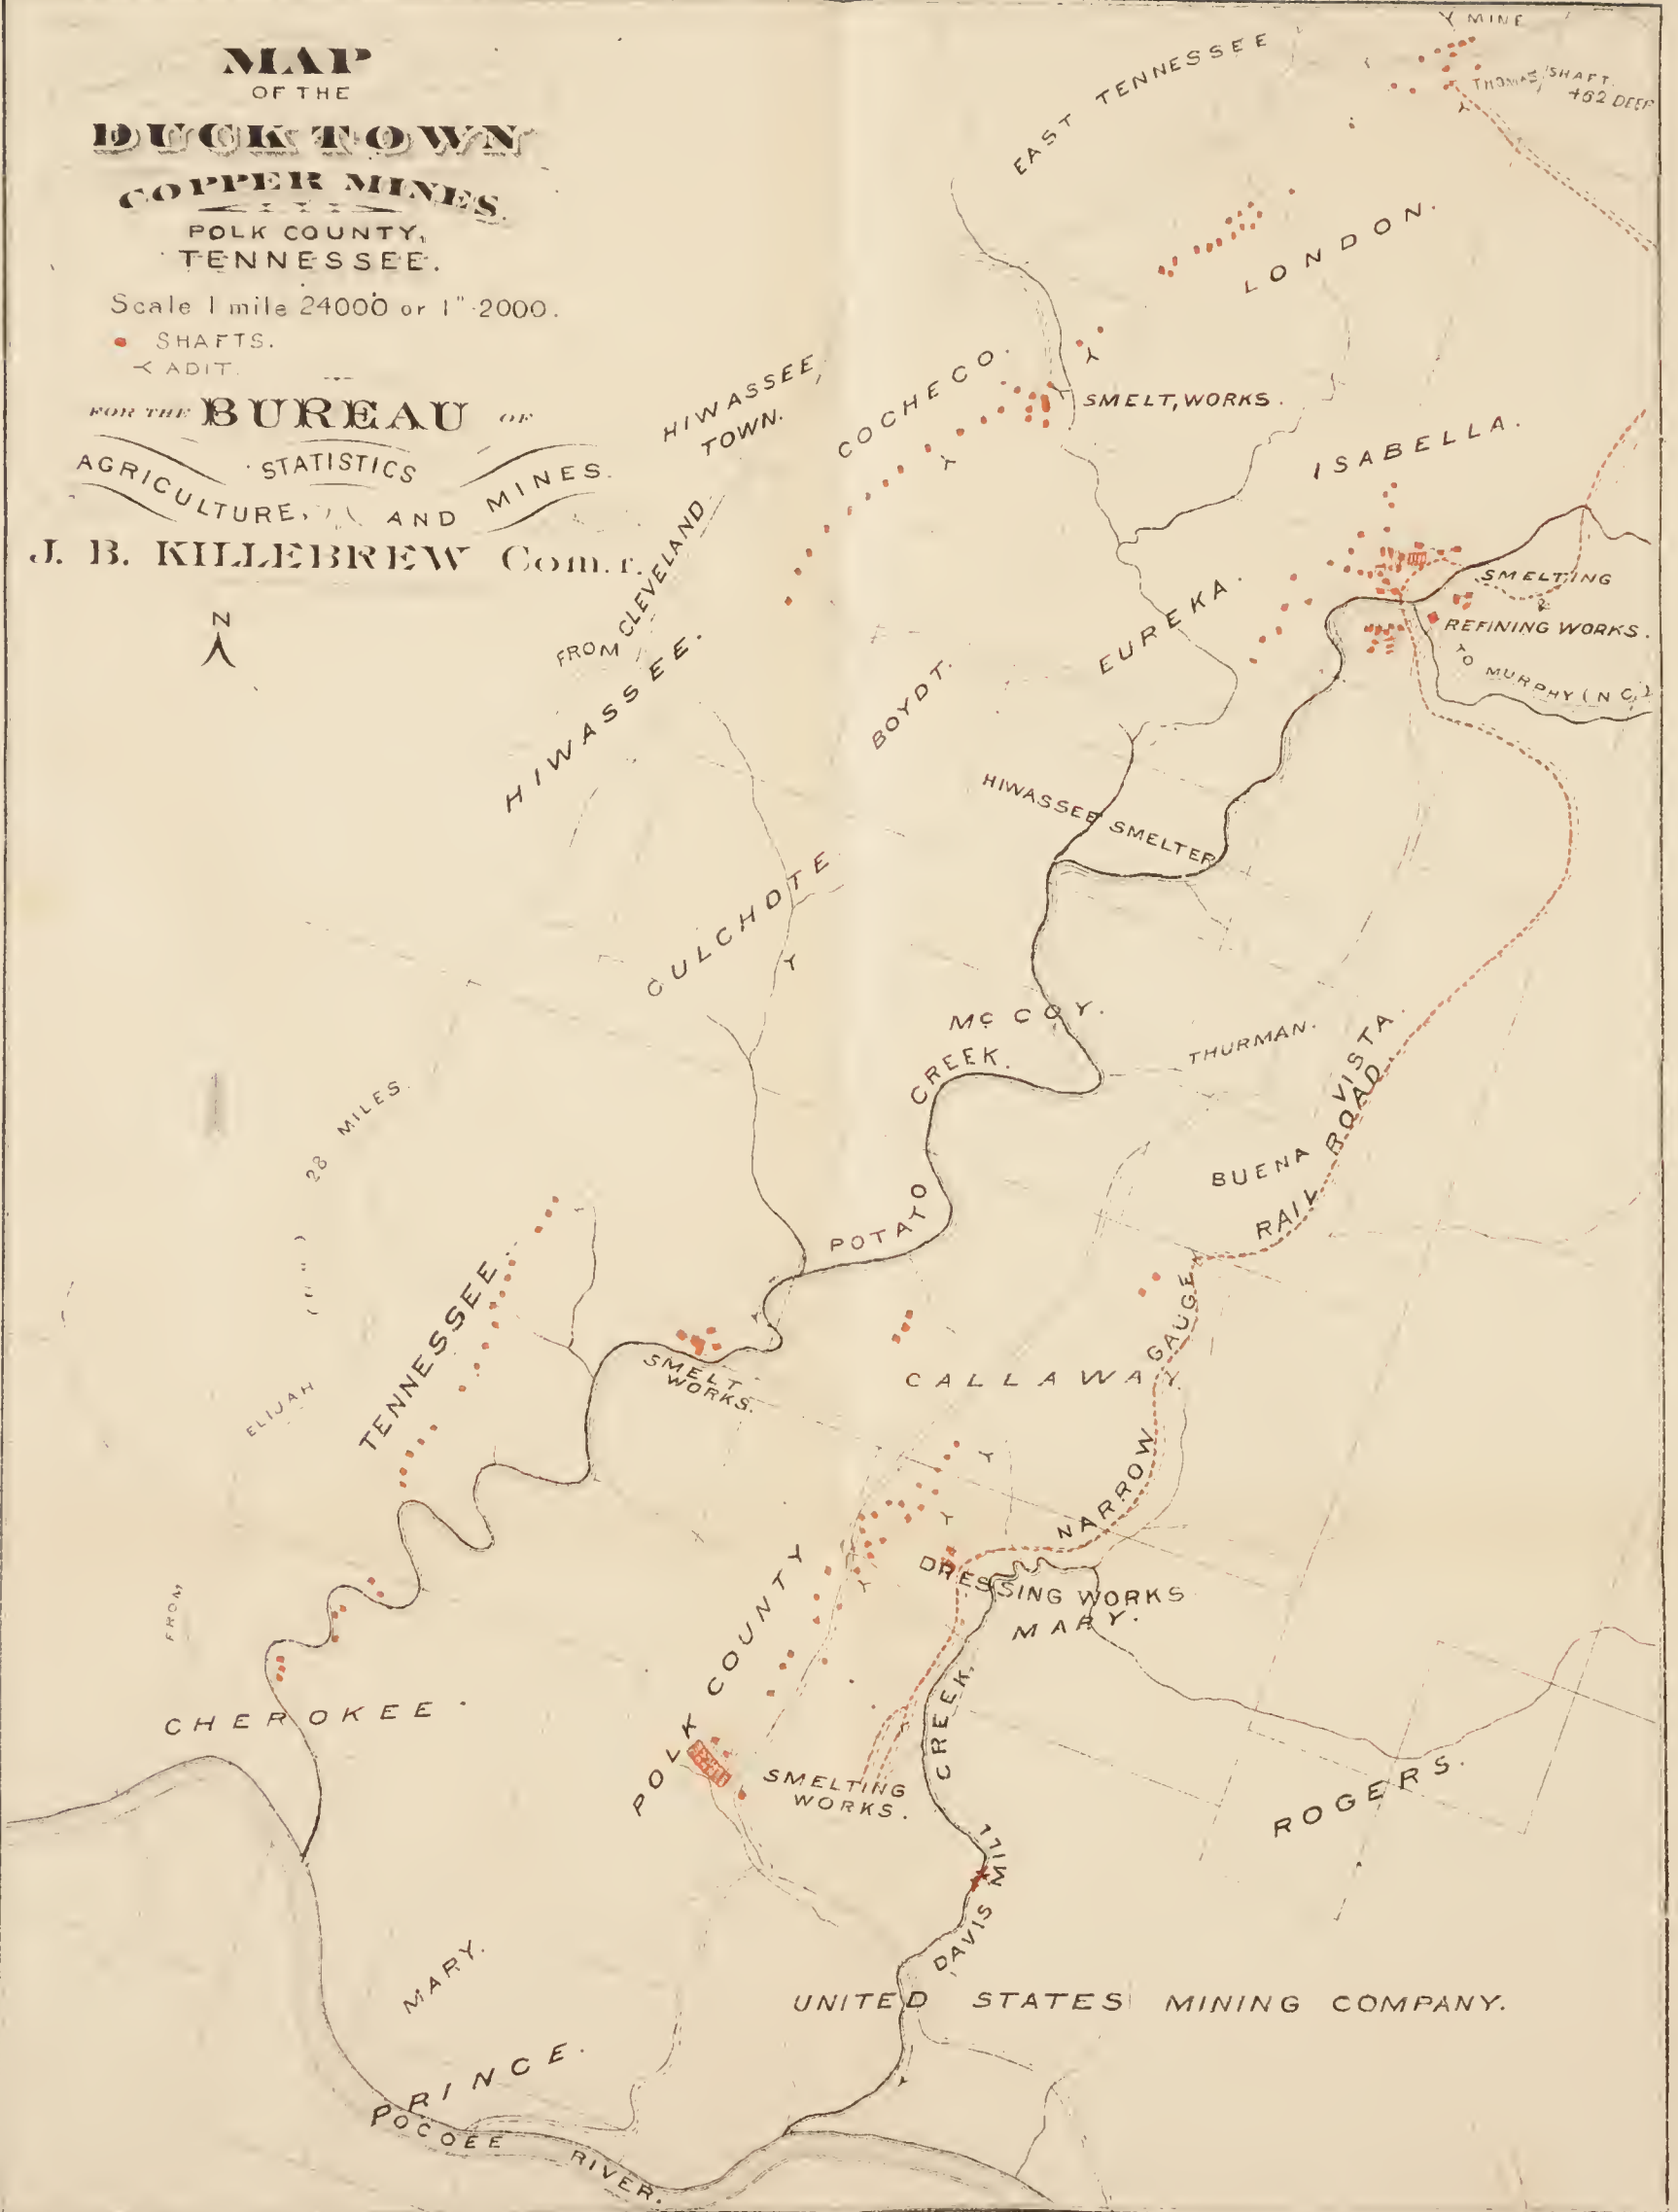 MAP
OF THE
DUCKTOWN
COPPER MINES.
POLK COUNTY,
TENNESSEE.
Scale 1 mile 24000 or 1" 2000.
SHAFTS.
ADIT.
FOR THE BUREAU OF
STATISTICS
AGRICULTURE, AND MINES.
J. B. KILLEBREW Com.r.
N
Y MINE
THOMAS, SHAFT.
462 DEEP
EAST TENNESSEE
LONDON.
HIWASSEE,
TOWN.
COCHECO.
SMELT, WORKS.
ISABELLA.
FROM CLEVELAND
HIWASSEE.
EUREKA.
SMELTING
&
REFINING WORKS.
TO MURPHY (N C,)
BOYDT.
HIWASSEE SMELTER
CULCHOTE
McCOY.
CREEK.
POTATO
THURMAN.
BUENA VISTA.
RAIL ROAD
GAUGE
NARROW
28 MILES.
ELIJAH
FROM
TENNESSEE.
SMELT.
WORKS.
CALLAWAY.
DRESSING WORKS
MARY.
POLK COUNTY
CHEROKEE.
SMELTING
WORKS.
CREEK,
DAVIS MILL
ROGERS.
MARY.
UNITED STATES MINING COMPANY.
PRINCE.
POCOEE RIVER.